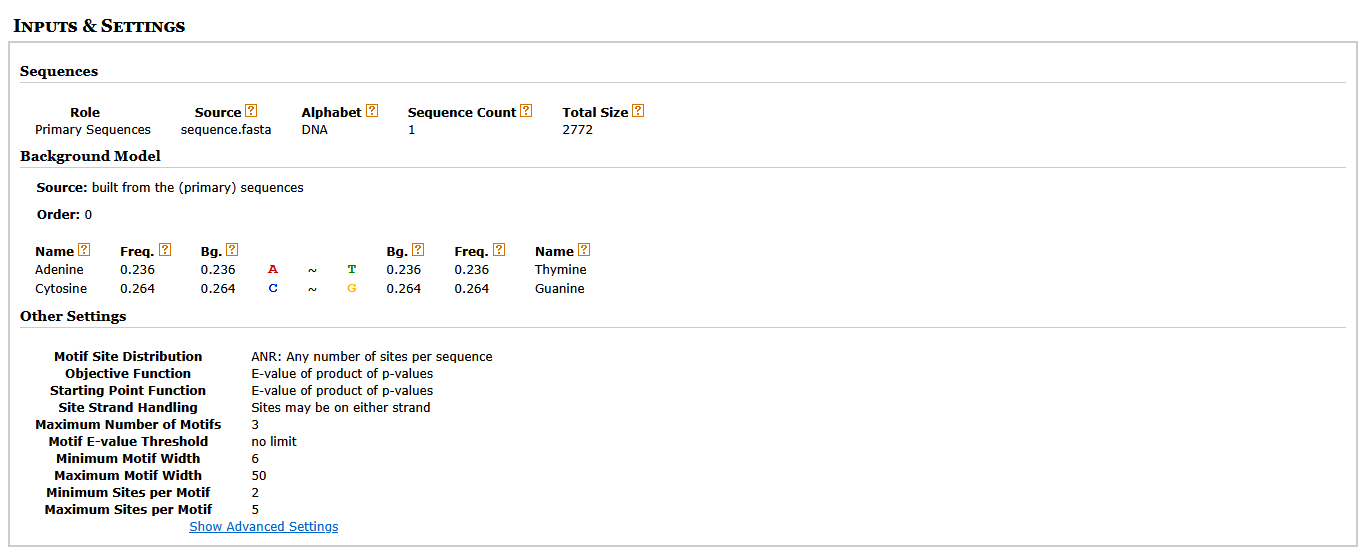 INPUTS & SETTINGS
Sequences
Role Source ? Alphabet ? Sequence Count ? Total Size ?
Primary Sequences sequence.fasta DNA 1 2772
Background Model
Source: built from the (primary) sequences
Order: 0
Name ? Freq. ? Bg. ? Bg. ? Freq. ? Name ?
Adenine 0.236 0.236 A ~ T 0.236 0.236 Thymine
Cytosine 0.264 0.264 C ~ G 0.264 0.264 Guanine
Other Settings
Motif Site Distribution ANR: Any number of sites per sequence
Objective Function E-value of product of p-values
Starting Point Function E-value of product of p-values
Site Strand Handling Sites may be on either strand
Maximum Number of Motifs 3
Motif E-value Threshold no limit
Minimum Motif Width 6
Maximum Motif Width 50
Minimum Sites per Motif 2
Maximum Sites per Motif 5
Show Advanced Settings